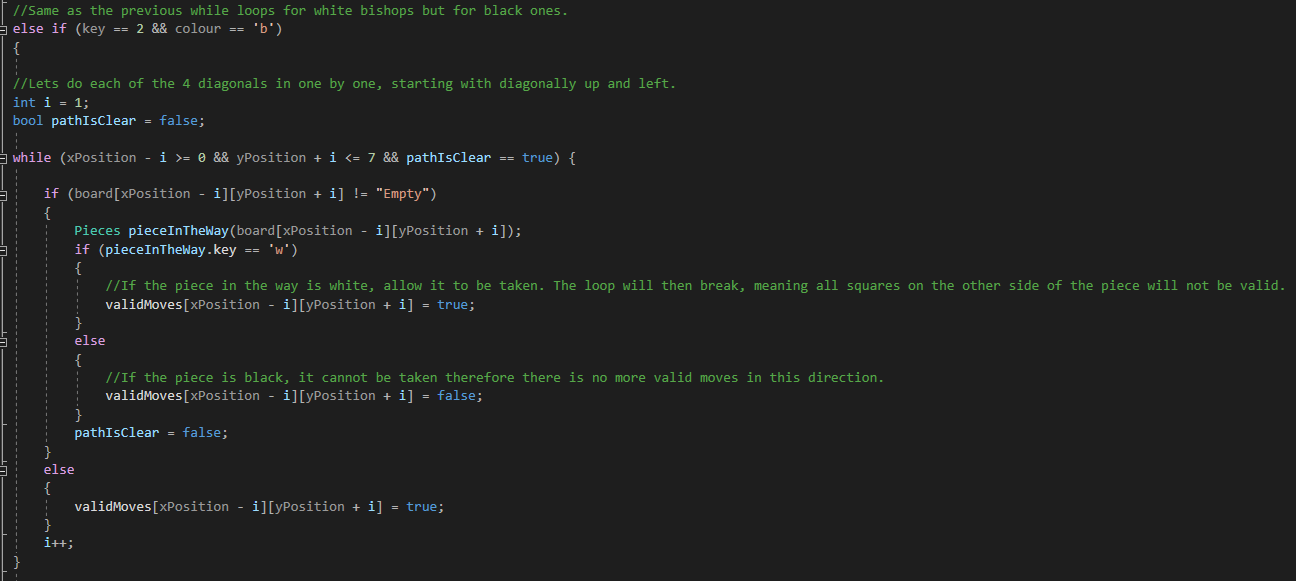 //Same as the previous while loops for white bishops but for black ones.
else if (key == 2 && colour == 'b')
{
//Lets do each of the 4 diagonals in one by one, starting with diagonally up and left.
int i = 1;
bool pathIsClear = false;
while (xPosition - i >= 0 && yPosition + i <= 7 && pathIsClear == true) {
if (board[xPosition - i][yPosition + i] != "Empty")
{
Pieces pieceInTheWay(board[xPosition - i][yPosition + i]);
if (pieceInTheWay.key == 'w')
{
//If the piece in the way is white, allow it to be taken. The loop will then break, meaning all squares on the other side of the piece will not be valid.
validMoves[xPosition - i][yPosition + i] = true;
}
else
{
//If the piece is black, it cannot be taken therefore there is no more valid moves in this direction.
validMoves[xPosition - i][yPosition + i] = false;
}
pathIsClear = false;
}
else
{
validMoves[xPosition - i][yPosition + i] = true;
}
i++;
}